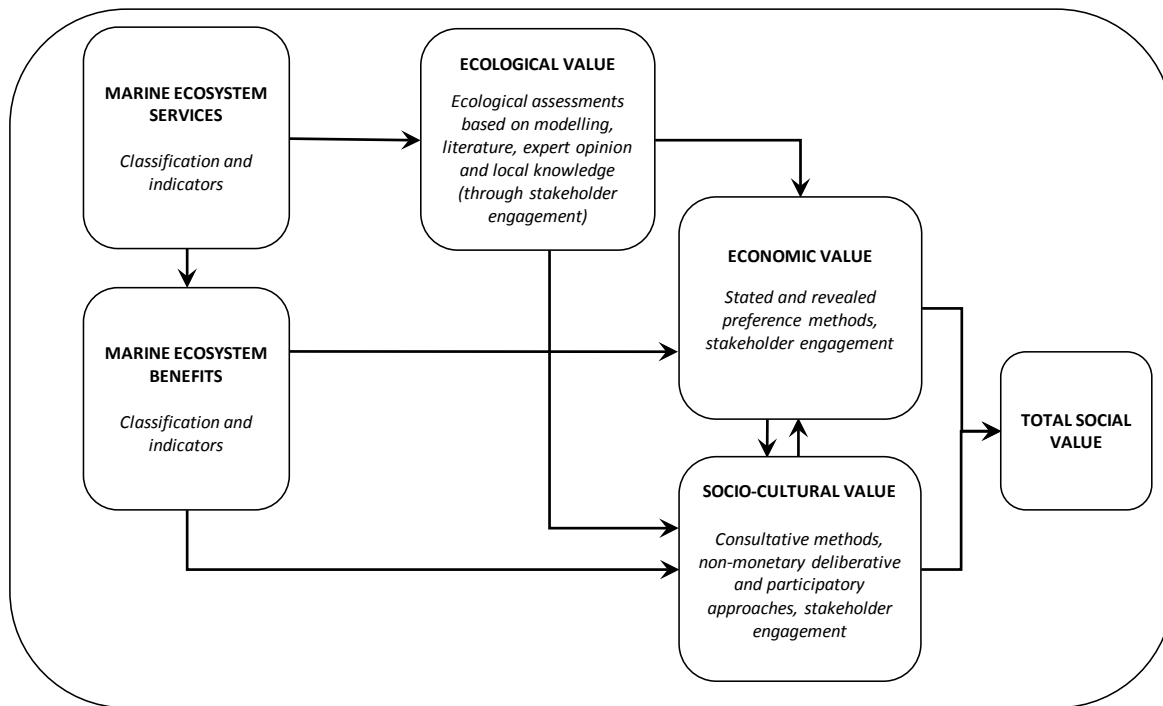 MARINE ECOSYSTEM
SERVICES
Classification and
indicators
ECOLOGICAL VALUE
Ecological assessments
based on modelling,
literature, expert opinion
and local knowledge
(through stakeholder
engagement)
MARINE ECOSYSTEM
BENEFITS
Classification and
indicators
ECONOMIC VALUE
Stated and revealed
preference methods,
stakeholder engagement
SOCIO-CULTURAL VALUE
Consultative methods,
non-monetary deliberative
and participatory
approaches, stakeholder
engagement
TOTAL SOCIAL
VALUE